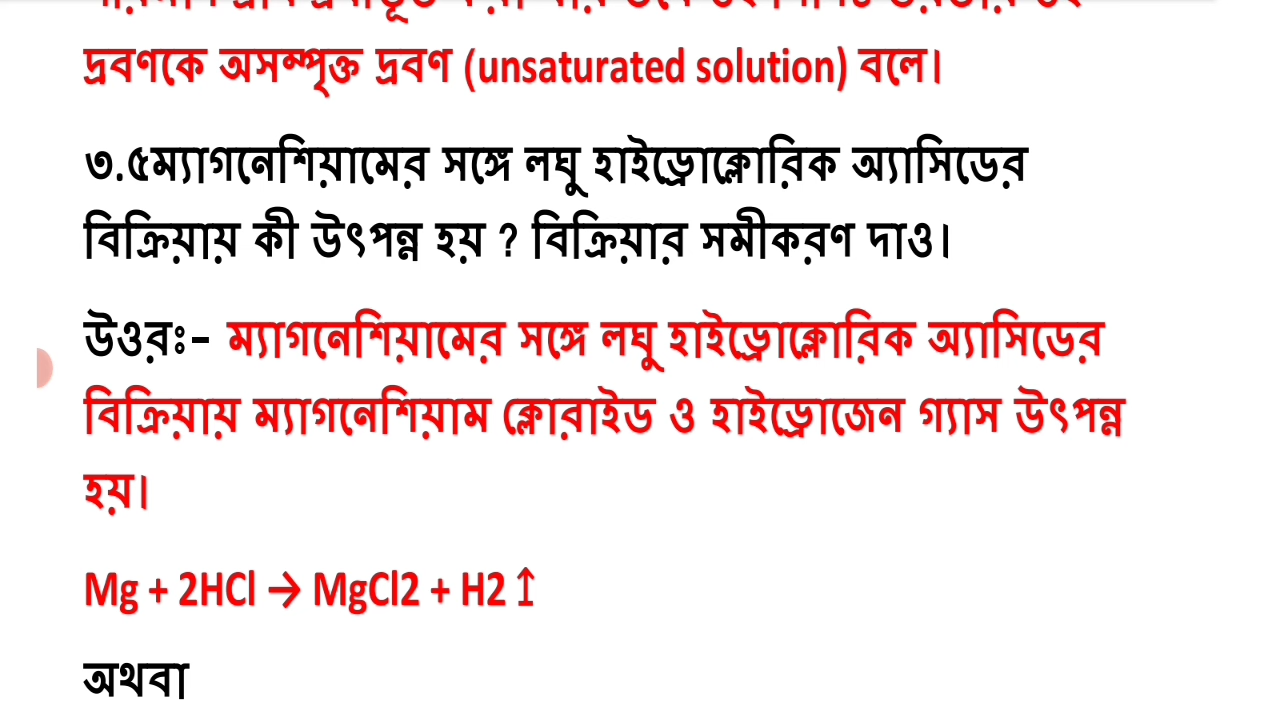 দ্রবণকে অসম্পৃক্ত দ্রবণ (unsaturated solution) বলে।
৩.৫ম্যাগনেশিয়ামের সঙ্গে লঘু হাইড্রোক্লোরিক অ্যাসিডের
বিক্রিয়ায় কী উৎপন্ন হয় ? বিক্রিয়ার সমীকরণ দাও।
উওরঃ- ম্যাগনেশিয়ামের সঙ্গে লঘু হাইড্রোক্লোরিক অ্যাসিডের
বিক্রিয়ায় ম্যাগনেশিয়াম ক্লোরাইড ও হাইড্রোজেন গ্যাস উৎপন্ন
হয়।
Mg + 2HCl → MgCl2 + H2 ↑
অথবা